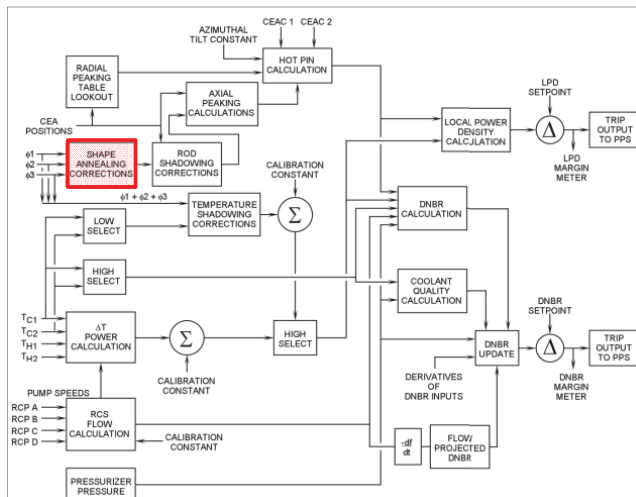 CEAC 1
CEAC 2
AZIMUTHAL
TILT CONSTANT
RADIAL
PEAKING
TABLE
LOOKOUT
HOT PIN
CALCULATION
AXIAL
PEAKING
CALCULATIONS
CEA
POSITIONS
LPD
SETPOINT
LOCAL POWER
DENSITY
CALCJLATION
Δ
TRIP
OUTPUT
TO PPS
LPD
MARGIN
METER
ϕ1
ϕ2
ϕ3
SHAPE
ANNEALING
CORRECTIONS
ROD
SHADOWING
CORRECTIONS
CALIBRATION
CONSTANT
ϕ1 + ϕ2 + ϕ3
TEMPERATURE
SHADOWING
CORRECTIONS
Σ
DNBR
CALCULATION
LOW
SELECT
HIGH
SELECT
COOLANT
QUALITY
CALCULATION
TC1
TC2
TH1
TH2
ΔT
POWER
CALCULATION
Σ
HIGH
SELECT
DNBR
SETPOINT
DNBR
UPDATE
Δ
TRIP
OUTPUT
TO PPS
CALIBRATION
CONSTANT
DERIVATIVES
OF
DNBR INPUTS
DNBR
MARGIN
METER
PUMP SPEEDS
RCP A
RCP B
RCP C
RCP D
RCS
FLOW
CALCULATION
CALIBRATION
CONSTANT
-df
dt
FLOW/
PROJECTED
DNBR
PRESSURIZER
PRESSURE